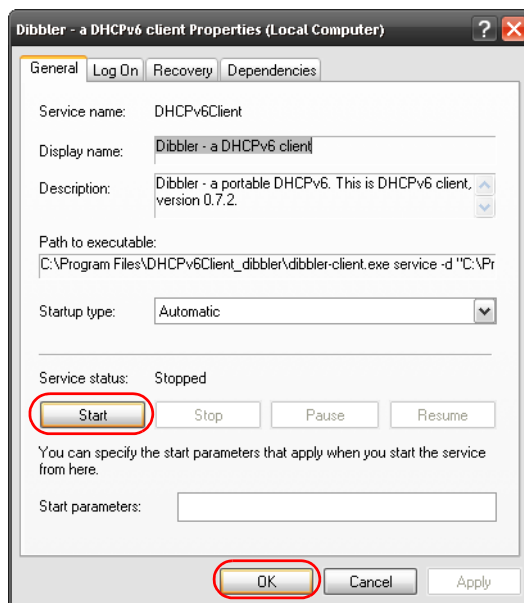 Dibbler - a DHCPv6 client Properties (Local Computer)
General Log On Recovery Dependencies
Service name: DHCPv6Client
Display name: Dibbler - a DHCPv6 client
Description: Dibbler - a portable DHCPv6. This is DHCPv6 client,
version 0.7.2.
Path to executable:
C:\Program Files\DHCPv6Client_dibbler\dibbler-client.exe service -d "C:\Pr
Startup type: Automatic
Service status: Stopped
Start Stop Pause Resume
You can specify the start parameters that apply when you start the service
from here.
Start parameters:
OK Cancel Apply